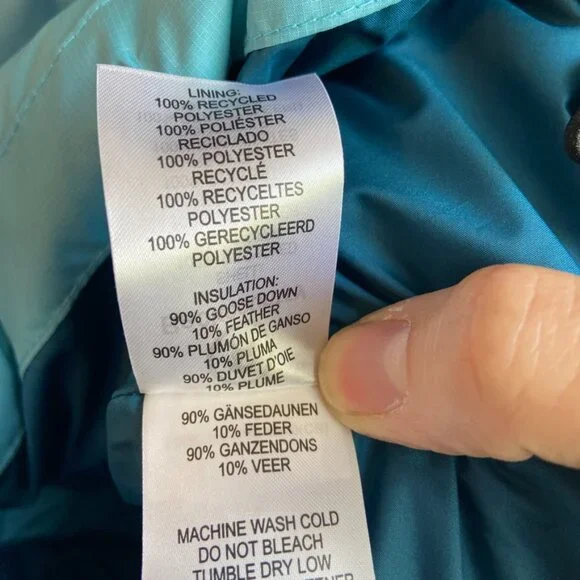 LINING:
100% RECYCLED
POLYESTER
100% POLIÉSTER
RECICLADO
100% POLYESTER
RECYCLÉ
100% RECYCELTES
POLYESTER
100% GERECYCLEERD
POLYESTER
INSULATION:
90% GOOSE DOWN
10% FEATHER
90% PLUMÓN DE GANSO
10% PLUMA
90% DUVET D'OIE
10% PLUME
90% GÄNSEDAUNEN
10% FEDER
90% GANZENDONS
10% VEER
MACHINE WASH COLD
DO NOT BLEACH
TUMBLE DRY LOW